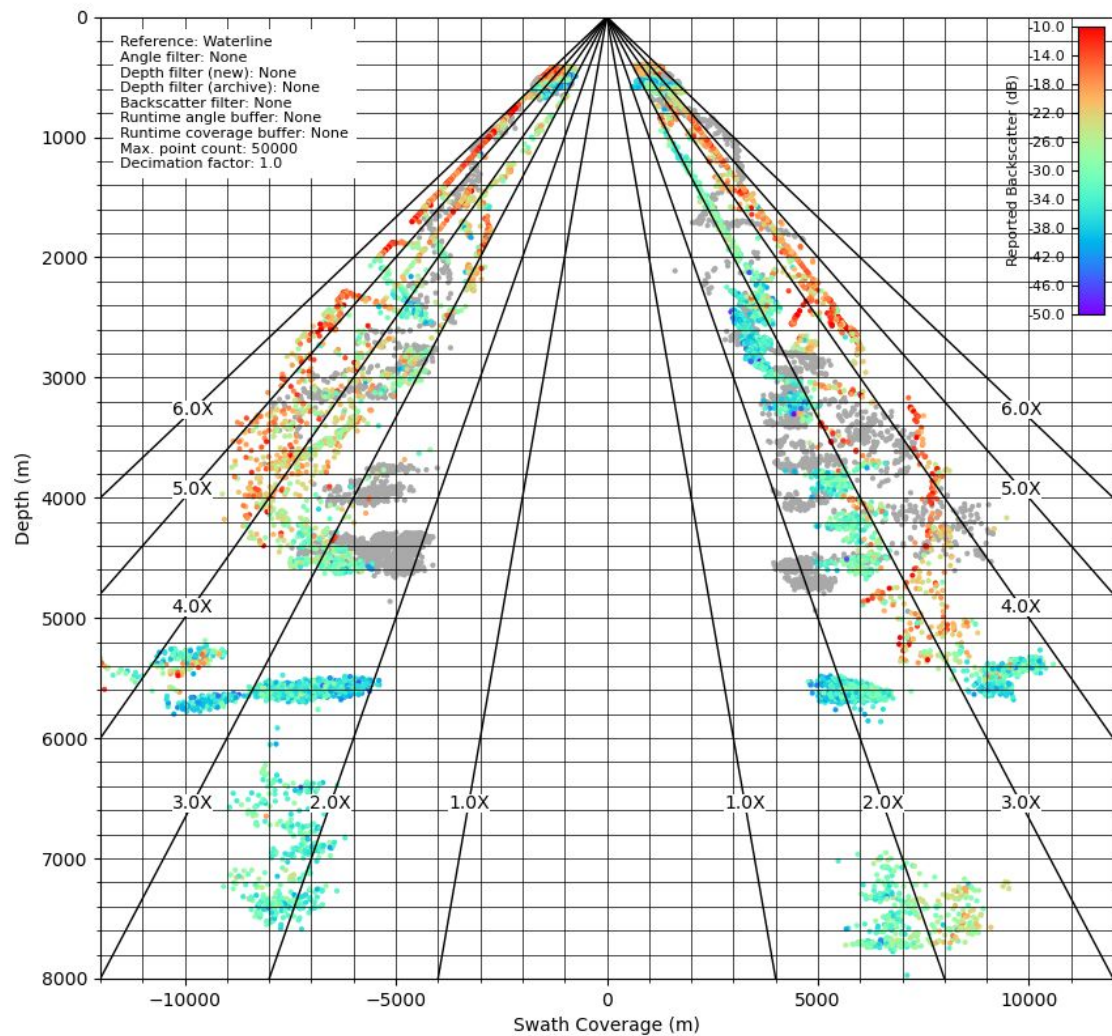 0
Reference: Waterline
Angle filter: None
Depth filter (new): None
Depth filter (archive): None
Backscatter filter: None
Runtime angle buffer: None
Runtime coverage buffer: None
Max. point count: 50000
Decimation factor: 1.0
-10.0
-14.0
-18.0
-22.0
-26.0
-30.0
-34.0
-38.0
-42.0
-46.0
-50.0
Reported Backscatter (dB)
1000
2000
3000
4000
5000
6000
7000
8000
Depth (m)
6.0X
6.0X
5.0X
5.0X
4.0X
4.0X
3.0X
2.0X
1.0X
1.0X
2.0X
3.0X
−10000
−5000
0
5000
10000
Swath Coverage (m)